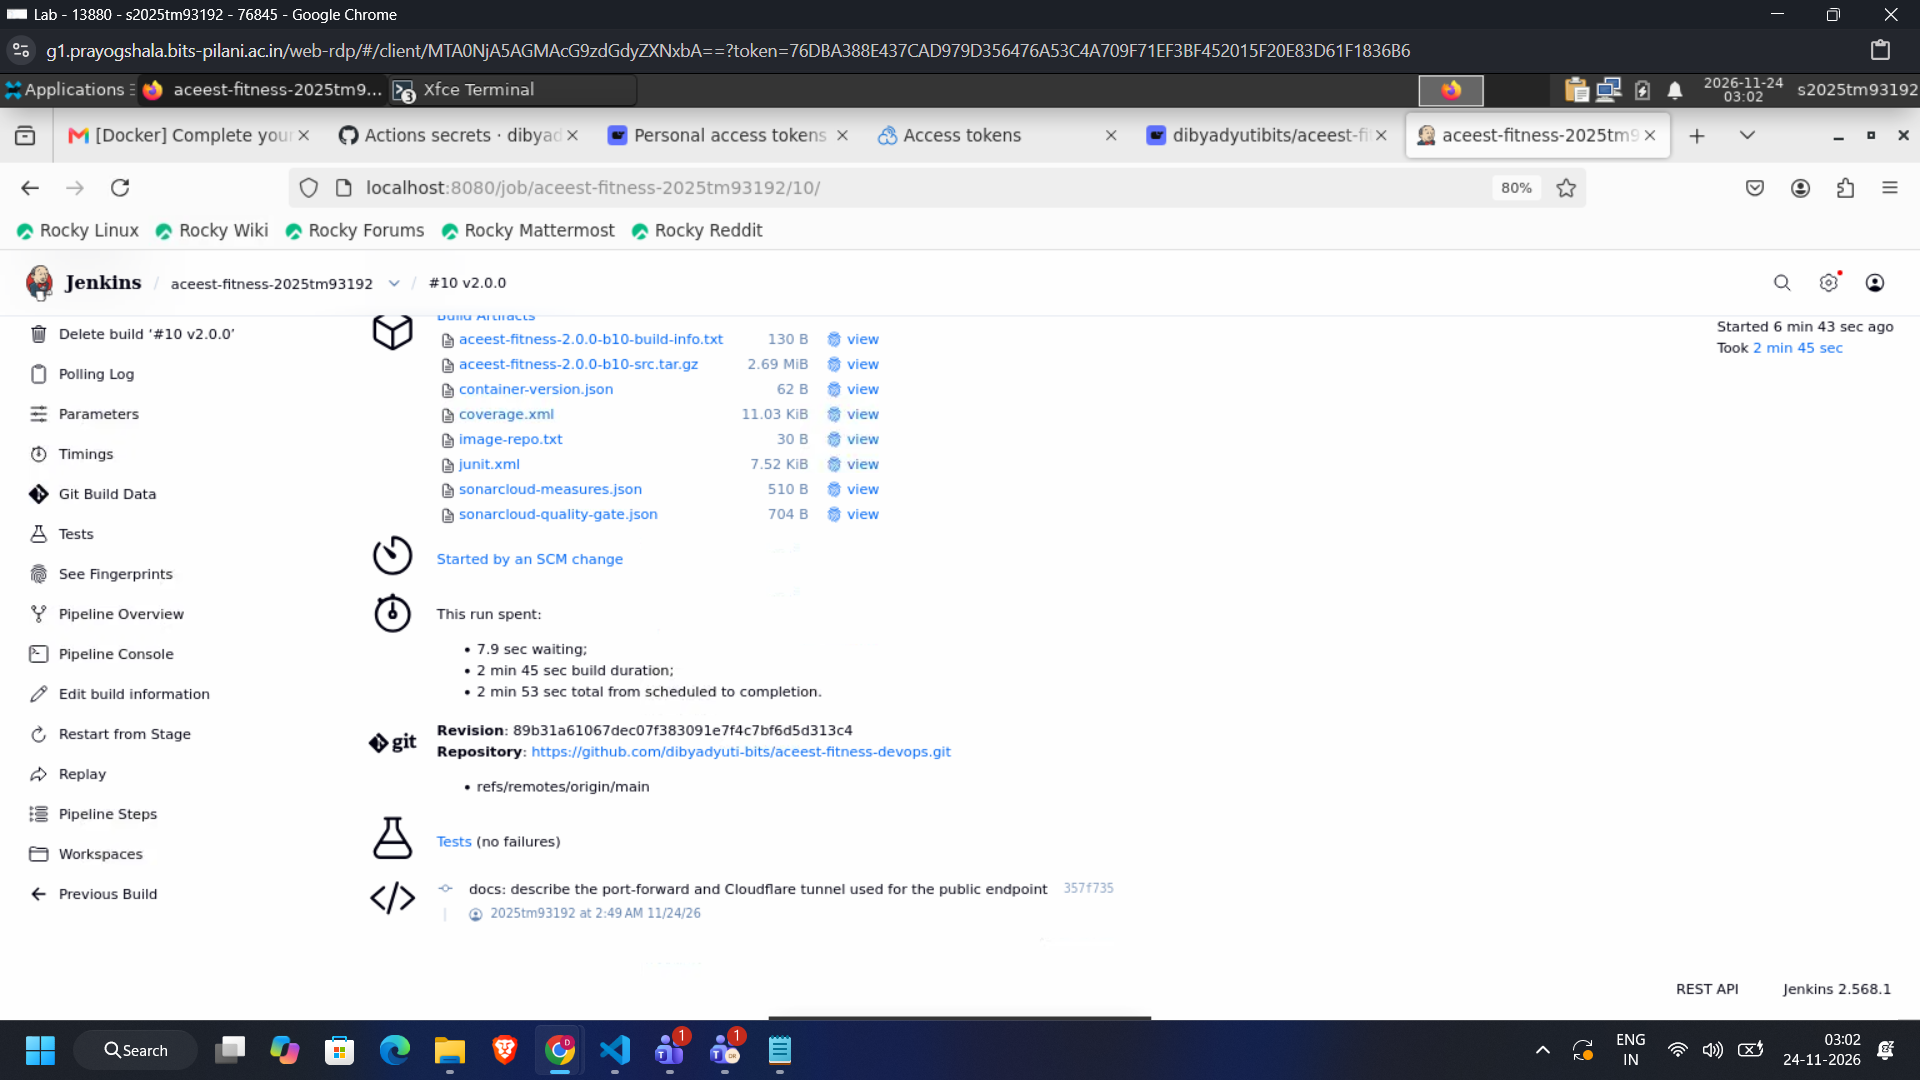 Lab - 13880 - s2025tm93192 - 76845 - Google Chrome
g1.prayogshala.bits-pilani.ac.in/web-rdp/#/client/MTA0NjA5AGMAcG9zdGdyZXNxbA==?token=76DBA388E437CAD979D356476A53C4A709F71EF3BF452015F20E83D61F1836B6
Applications aceest-fitness-2025tm9... 3 Xfce Terminal 2026-11-24 03:02 s2025tm93192
[Docker] Complete your Actions secrets · dibyad Personal access tokens Access tokens dibyadyutibits/aceest-fi aceest-fitness-2025tm9
localhost:8080/job/aceest-fitness-2025tm93192/10/ 80%
Rocky Linux Rocky Wiki Rocky Forums Rocky Mattermost Rocky Reddit
Jenkins / aceest-fitness-2025tm93192 / #10 v2.0.0
Delete build ‘#10 v2.0.0’
Polling Log
Parameters
Timings
Git Build Data
Tests
See Fingerprints
Pipeline Overview
Pipeline Console
Edit build information
Restart from Stage
Replay
Pipeline Steps
Workspaces
Previous Build
Build Artifacts
aceest-fitness-2.0.0-b10-build-info.txt 130 B view
aceest-fitness-2.0.0-b10-src.tar.gz 2.69 MiB view
container-version.json 62 B view
coverage.xml 11.03 KiB view
image-repo.txt 30 B view
junit.xml 7.52 KiB view
sonarcloud-measures.json 510 B view
sonarcloud-quality-gate.json 704 B view
Started by an SCM change
This run spent:
• 7.9 sec waiting;
• 2 min 45 sec build duration;
• 2 min 53 sec total from scheduled to completion.
git
Revision: 89b31a61067dec07f383091e7f4c7bf6d5d313c4
Repository: https://github.com/dibyadyuti-bits/aceest-fitness-devops.git
• refs/remotes/origin/main
Tests (no failures)
docs: describe the port-forward and Cloudflare tunnel used for the public endpoint 357f735
2025tm93192 at 2:49 AM 11/24/26
Started 6 min 43 sec ago
Took 2 min 45 sec
REST API Jenkins 2.568.1
Search D 1 1 ENG IN 03:02 24-11-2026